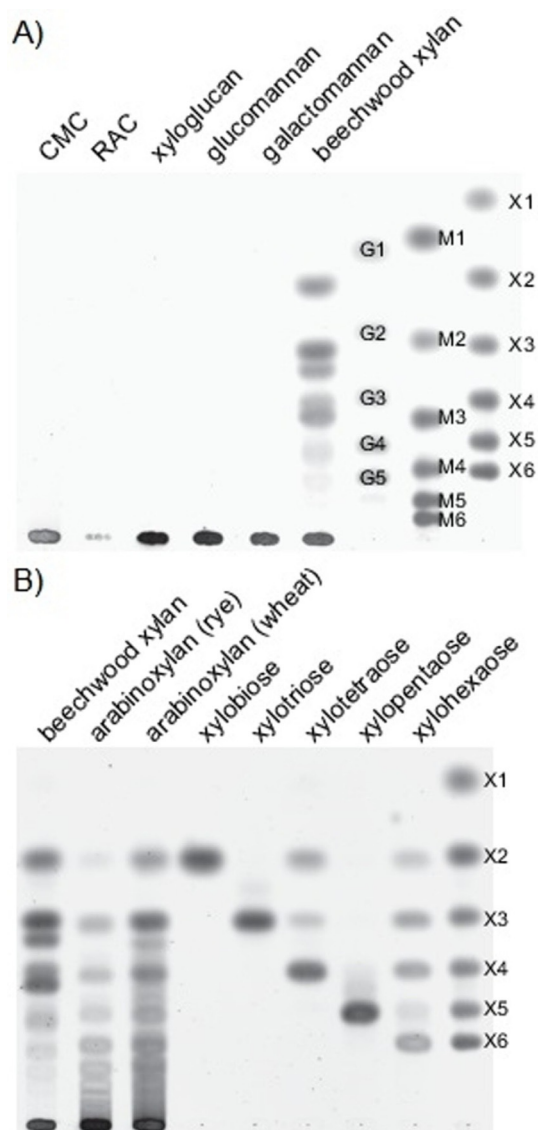 A)
CMC
RAC
xyloglucan
glucomannan
galactomannan
beechwood xylan
X1
G1
M1
X2
G2
M2
X3
G3
X4
M3
G4
X5
M4
X6
G5
M5
M6
B)
beechwood xylan
arabinoxylan (rye)
arabinoxylan (wheat)
xylobiose
xylotriose
xylotetraose
xylopentaose
xylohexaose
X1
X2
X3
X4
X5
X6